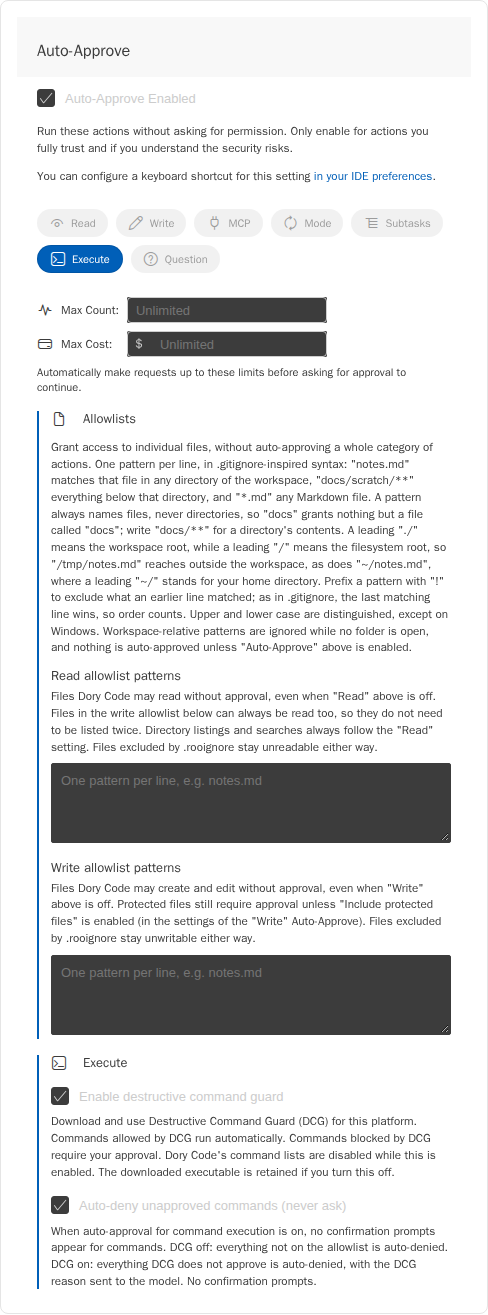 Auto-Approve
Auto-Approve Enabled
Run these actions without asking for permission. Only enable for actions you
fully trust and if you understand the security risks.
You can configure a keyboard shortcut for this setting in your IDE preferences.
Read
Write
MCP
Mode
Subtasks
Execute
Question
Max Count:
Unlimited
Max Cost:
$ Unlimited
Automatically make requests up to these limits before asking for approval to
continue.
Allowlists
Grant access to individual files, without auto-approving a whole category of
actions. One pattern per line, in .gitignore-inspired syntax: "notes.md"
matches that file in any directory of the workspace, "docs/scratch/**"
everything below that directory, and "*.md" any Markdown file. A pattern
always names files, never directories, so "docs" grants nothing but a file
called "docs"; write "docs/**" for a directory's contents. A leading "./"
means the workspace root, while a leading "/" means the filesystem root, so
"/tmp/notes.md" reaches outside the workspace, as does "~/notes.md",
where a leading "~/" stands for your home directory. Prefix a pattern with "!"
to exclude what an earlier line matched; as in .gitignore, the last matching
line wins, so order counts. Upper and lower case are distinguished, except on
Windows. Workspace-relative patterns are ignored while no folder is open,
and nothing is auto-approved unless "Auto-Approve" above is enabled.
Read allowlist patterns
Files Dory Code may read without approval, even when "Read" above is off.
Files in the write allowlist below can always be read too, so they do not need
to be listed twice. Directory listings and searches always follow the "Read"
setting. Files excluded by .rooignore stay unreadable either way.
One pattern per line, e.g. notes.md
Write allowlist patterns
Files Dory Code may create and edit without approval, even when "Write"
above is off. Protected files still require approval unless "Include protected
files" is enabled (in the settings of the "Write" Auto-Approve). Files excluded
by .rooignore stay unwritable either way.
One pattern per line, e.g. notes.md
Execute
Enable destructive command guard
Download and use Destructive Command Guard (DCG) for this platform.
Commands allowed by DCG run automatically. Commands blocked by DCG
require your approval. Dory Code's command lists are disabled while this is
enabled. The downloaded executable is retained if you turn this off.
Auto-deny unapproved commands (never ask)
When auto-approval for command execution is on, no confirmation prompts
appear for commands. DCG off: everything not on the allowlist is auto-denied.
DCG on: everything DCG does not approve is auto-denied, with the DCG
reason sent to the model. No confirmation prompts.